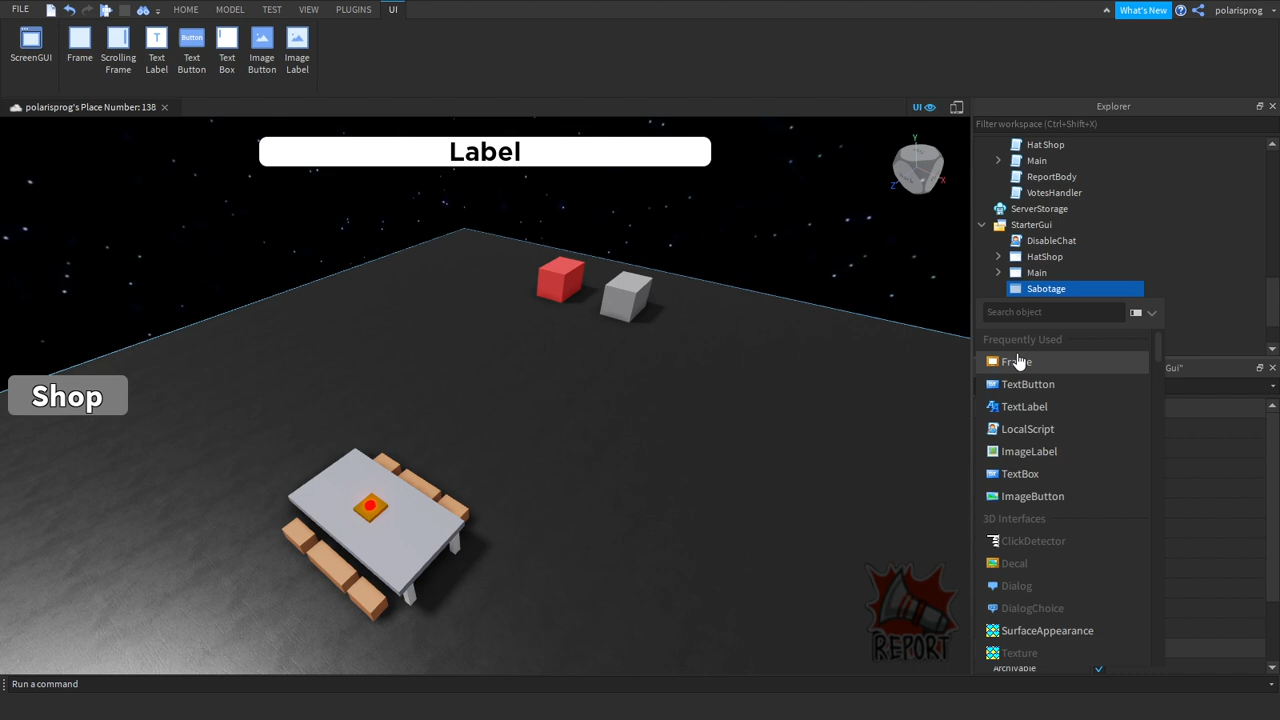 FILE
HOME
MODEL
TEST
VIEW
PLUGINS
UI
What's New
polarisprog
ScreenGUI
Frame
Scrolling
Frame
Text
Label
Button
Text
Button
Text
Box
Image
Button
Image
Label
polarisprog's Place Number: 138
UI
Label
Y
X
Z
Shop
REPORT
Explorer
Filter workspace (Ctrl+Shift+X)
Hat Shop
Main
ReportBody
VotesHandler
ServerStorage
StarterGui
DisableChat
HatShop
Main
Sabotage
Search object
Frequently Used
TextButton
TextLabel
LocalScript
ImageLabel
TextBox
ImageButton
3D Interfaces
ClickDetector
Decal
Dialog
DialogChoice
SurfaceAppearance
Texture
Gui"
Archivable
Run a command